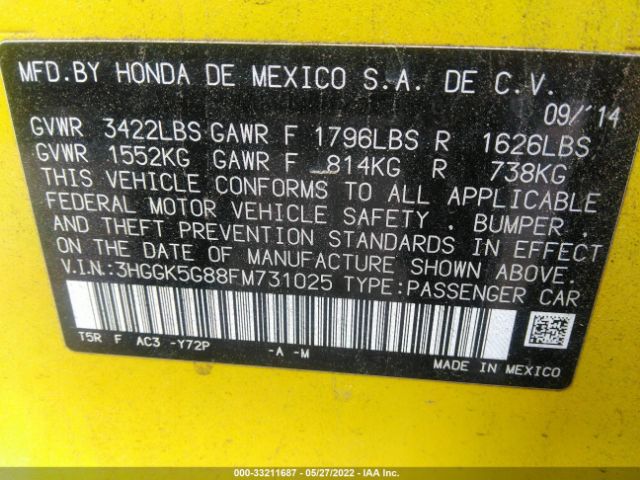 MFD.BY HONDA DE MEXICO S.A. DE C.V.
09/14
GVWR 3422LBS GAWR F 1796LBS R 1626LBS
GVWR 1552KG GAWR F 814KG R 738KG
THIS VEHICLE CONFORMS TO ALL APPLICABLE
FEDERAL MOTOR VEHICLE SAFETY . BUMPER .
AND THEFT PREVENTION STANDARDS IN EFFECT
ON THE DATE OF MANUFACTURE SHOWN ABOVE.
V.I.N:3HGGK5G88FM731025 TYPE:PASSENGER CAR
T5R F AC3 -Y72P -A -M
MADE IN MEXICO
000-33211687 - 05/27/2022 - IAA Inc.